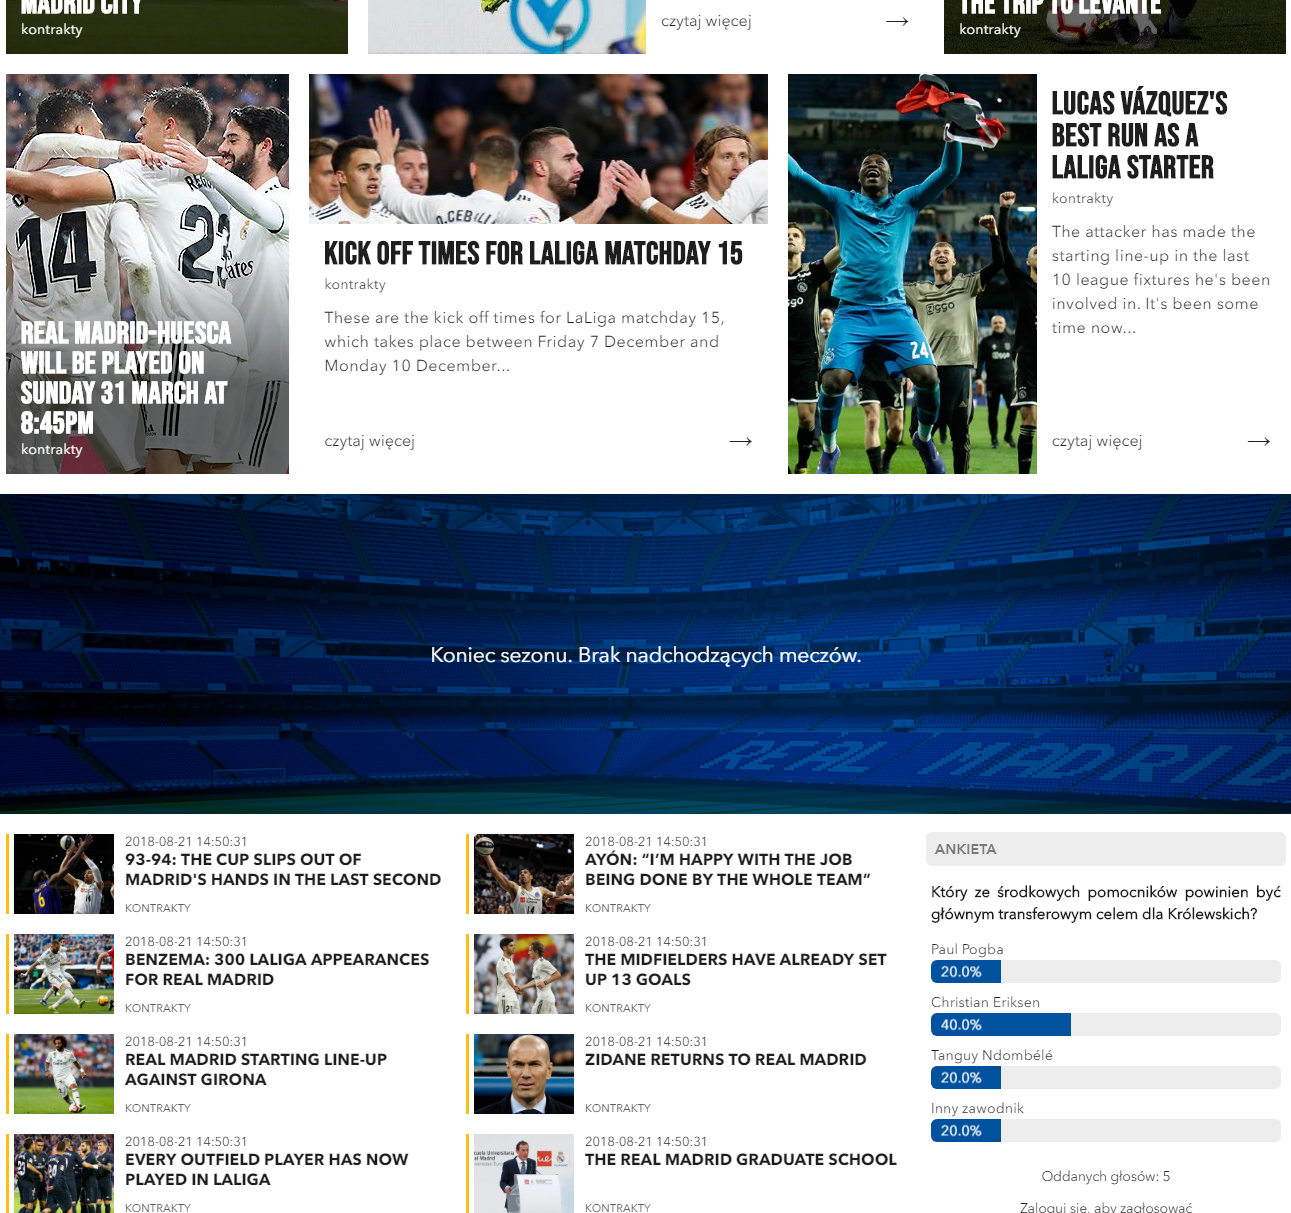 MADRID CITY
kontrakty
czytaj więcej
THE TRIP TO LEVANTE
kontrakty
14
REAL MADRID-HUESCA
WILL BE PLAYED ON
SUNDAY 31 MARCH AT
8:45PM
kontrakty
D.CEBALL
KICK OFF TIMES FOR LALIGA MATCHDAY 15
kontrakty
These are the kick off times for LaLiga matchday 15,
which takes place between Friday 7 December and
Monday 10 December...
czytaj więcej
24
Ziggo
LUCAS VÁZQUEZ'S
BEST RUN AS A
LALIGA STARTER
kontrakty
The attacker has made the
starting line-up in the last
10 league fixtures he's been
involved in. It's been some
time now...
czytaj więcej
Koniec sezonu. Brak nadchodzących meczów.
REAL MADRID
2018-08-21 14:50:31
93-94: THE CUP SLIPS OUT OF
MADRID'S HANDS IN THE LAST SECOND
KONTRAKTY
2018-08-21 14:50:31
BENZEMA: 300 LALIGA APPEARANCES
FOR REAL MADRID
KONTRAKTY
2018-08-21 14:50:31
REAL MADRID STARTING LINE-UP
AGAINST GIRONA
KONTRAKTY
2018-08-21 14:50:31
EVERY OUTFIELD PLAYER HAS NOW
PLAYED IN LALIGA
KONTRAKTY
2018-08-21 14:50:31
AYÓN: “I’M HAPPY WITH THE JOB
BEING DONE BY THE WHOLE TEAM”
KONTRAKTY
2018-08-21 14:50:31
THE MIDFIELDERS HAVE ALREADY SET
UP 13 GOALS
KONTRAKTY
2018-08-21 14:50:31
ZIDANE RETURNS TO REAL MADRID
KONTRAKTY
2018-08-21 14:50:31
THE REAL MADRID GRADUATE SCHOOL
KONTRAKTY
ANKIETA
Który ze środkowych pomocników powinien być
głównym transferowym celem dla Królewskich?
Paul Pogba
20.0%
Christian Eriksen
40.0%
Tanguy Ndombélé
20.0%
Inny zawodnik
20.0%
Oddanych głosów: 5
Zaloguj się, aby zagłosować